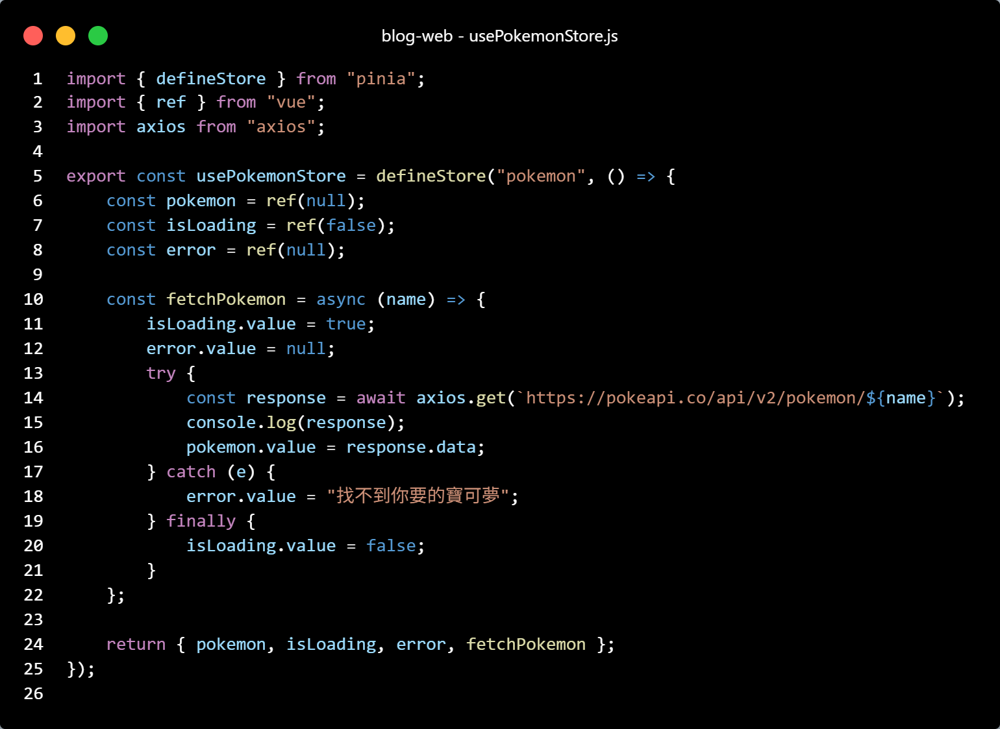 blog-web - usePokemonStore.js
1 import { defineStore } from "pinia";
2 import { ref } from "vue";
3 import axios from "axios";
4
5 export const usePokemonStore = defineStore("pokemon", () => {
6     const pokemon = ref(null);
7     const isLoading = ref(false);
8     const error = ref(null);
9
10     const fetchPokemon = async (name) => {
11         isLoading.value = true;
12         error.value = null;
13         try {
14             const response = await axios.get(`https://pokeapi.co/api/v2/pokemon/${name}`);
15             console.log(response);
16             pokemon.value = response.data;
17         } catch (e) {
18             error.value = "找不到你要的寶可夢";
19         } finally {
20             isLoading.value = false;
21         }
22     };
23
24     return { pokemon, isLoading, error, fetchPokemon };
25 });
26